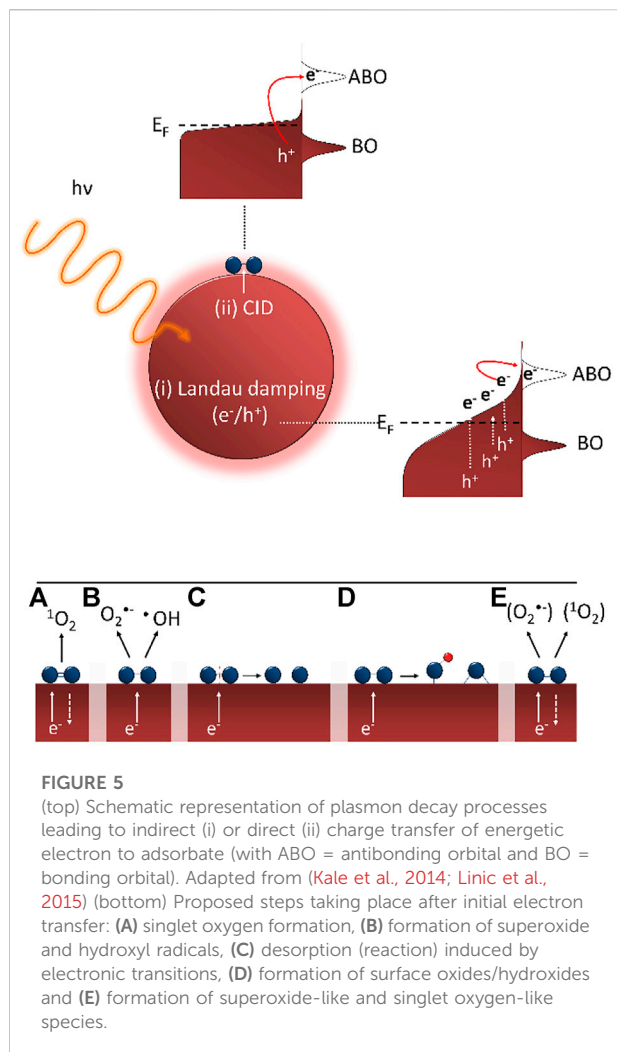 e⁻ ABO
E_F
BO
h⁺
hν
(ii) CID
(i) Landau damping
(e⁻/h⁺)
e⁻ e⁻ e⁻ e⁻ ABO
E_F
h⁺ h⁺ h⁺ BO
A B C D E
¹O₂ O₂•⁻ •OH (O₂•⁻) (¹O₂)
e⁻ e⁻ e⁻ e⁻ e⁻
FIGURE 5
(top) Schematic representation of plasmon decay processes
leading to indirect (i) or direct (ii) charge transfer of energetic
electron to adsorbate (with ABO = antibonding orbital and BO =
bonding orbital). Adapted from (Kale et al., 2014; Linic et al.,
2015) (bottom) Proposed steps taking place after initial electron
transfer: (A) singlet oxygen formation, (B) formation of superoxide
and hydroxyl radicals, (C) desorption (reaction) induced by
electronic transitions, (D) formation of surface oxides/hydroxides
and (E) formation of superoxide-like and singlet oxygen-like
species.